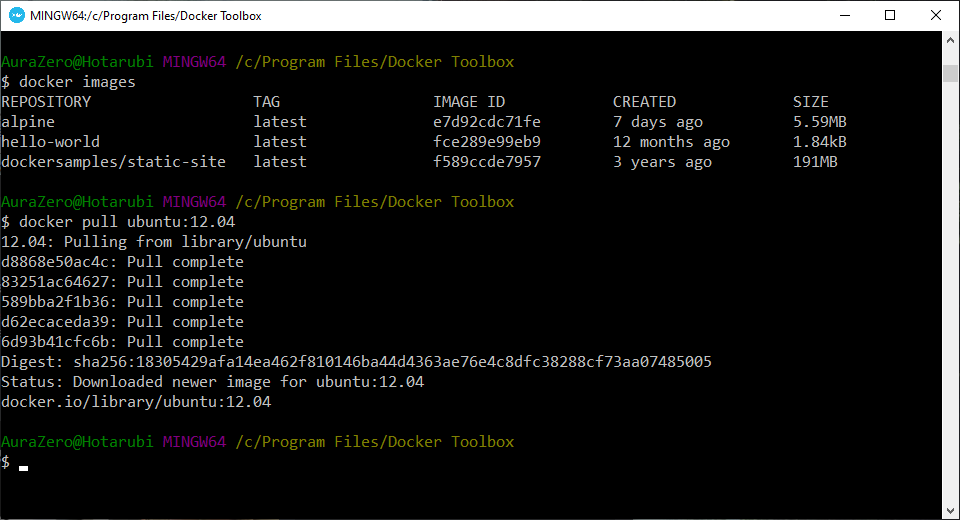 MINGW64:/c/Program Files/Docker Toolbox
AuraZero@Hotarubi MINGW64 /c/Program Files/Docker Toolbox
$ docker images
REPOSITORY                  TAG                 IMAGE ID            CREATED             SIZE
alpine                      latest              e7d92cdc71fe        7 days ago          5.59MB
hello-world                 latest              fce289e99eb9        12 months ago       1.84kB
dockersamples/static-site   latest              f589ccde7957        3 years ago         191MB
AuraZero@Hotarubi MINGW64 /c/Program Files/Docker Toolbox
$ docker pull ubuntu:12.04
12.04: Pulling from library/ubuntu
d8868e50ac4c: Pull complete
83251ac64627: Pull complete
589bba2f1b36: Pull complete
d62ecaceda39: Pull complete
6d93b41cfc6b: Pull complete
Digest: sha256:18305429afa14ea462f810146ba44d4363ae76e4c8dfc38288cf73aa07485005
Status: Downloaded newer image for ubuntu:12.04
docker.io/library/ubuntu:12.04
AuraZero@Hotarubi MINGW64 /c/Program Files/Docker Toolbox
$